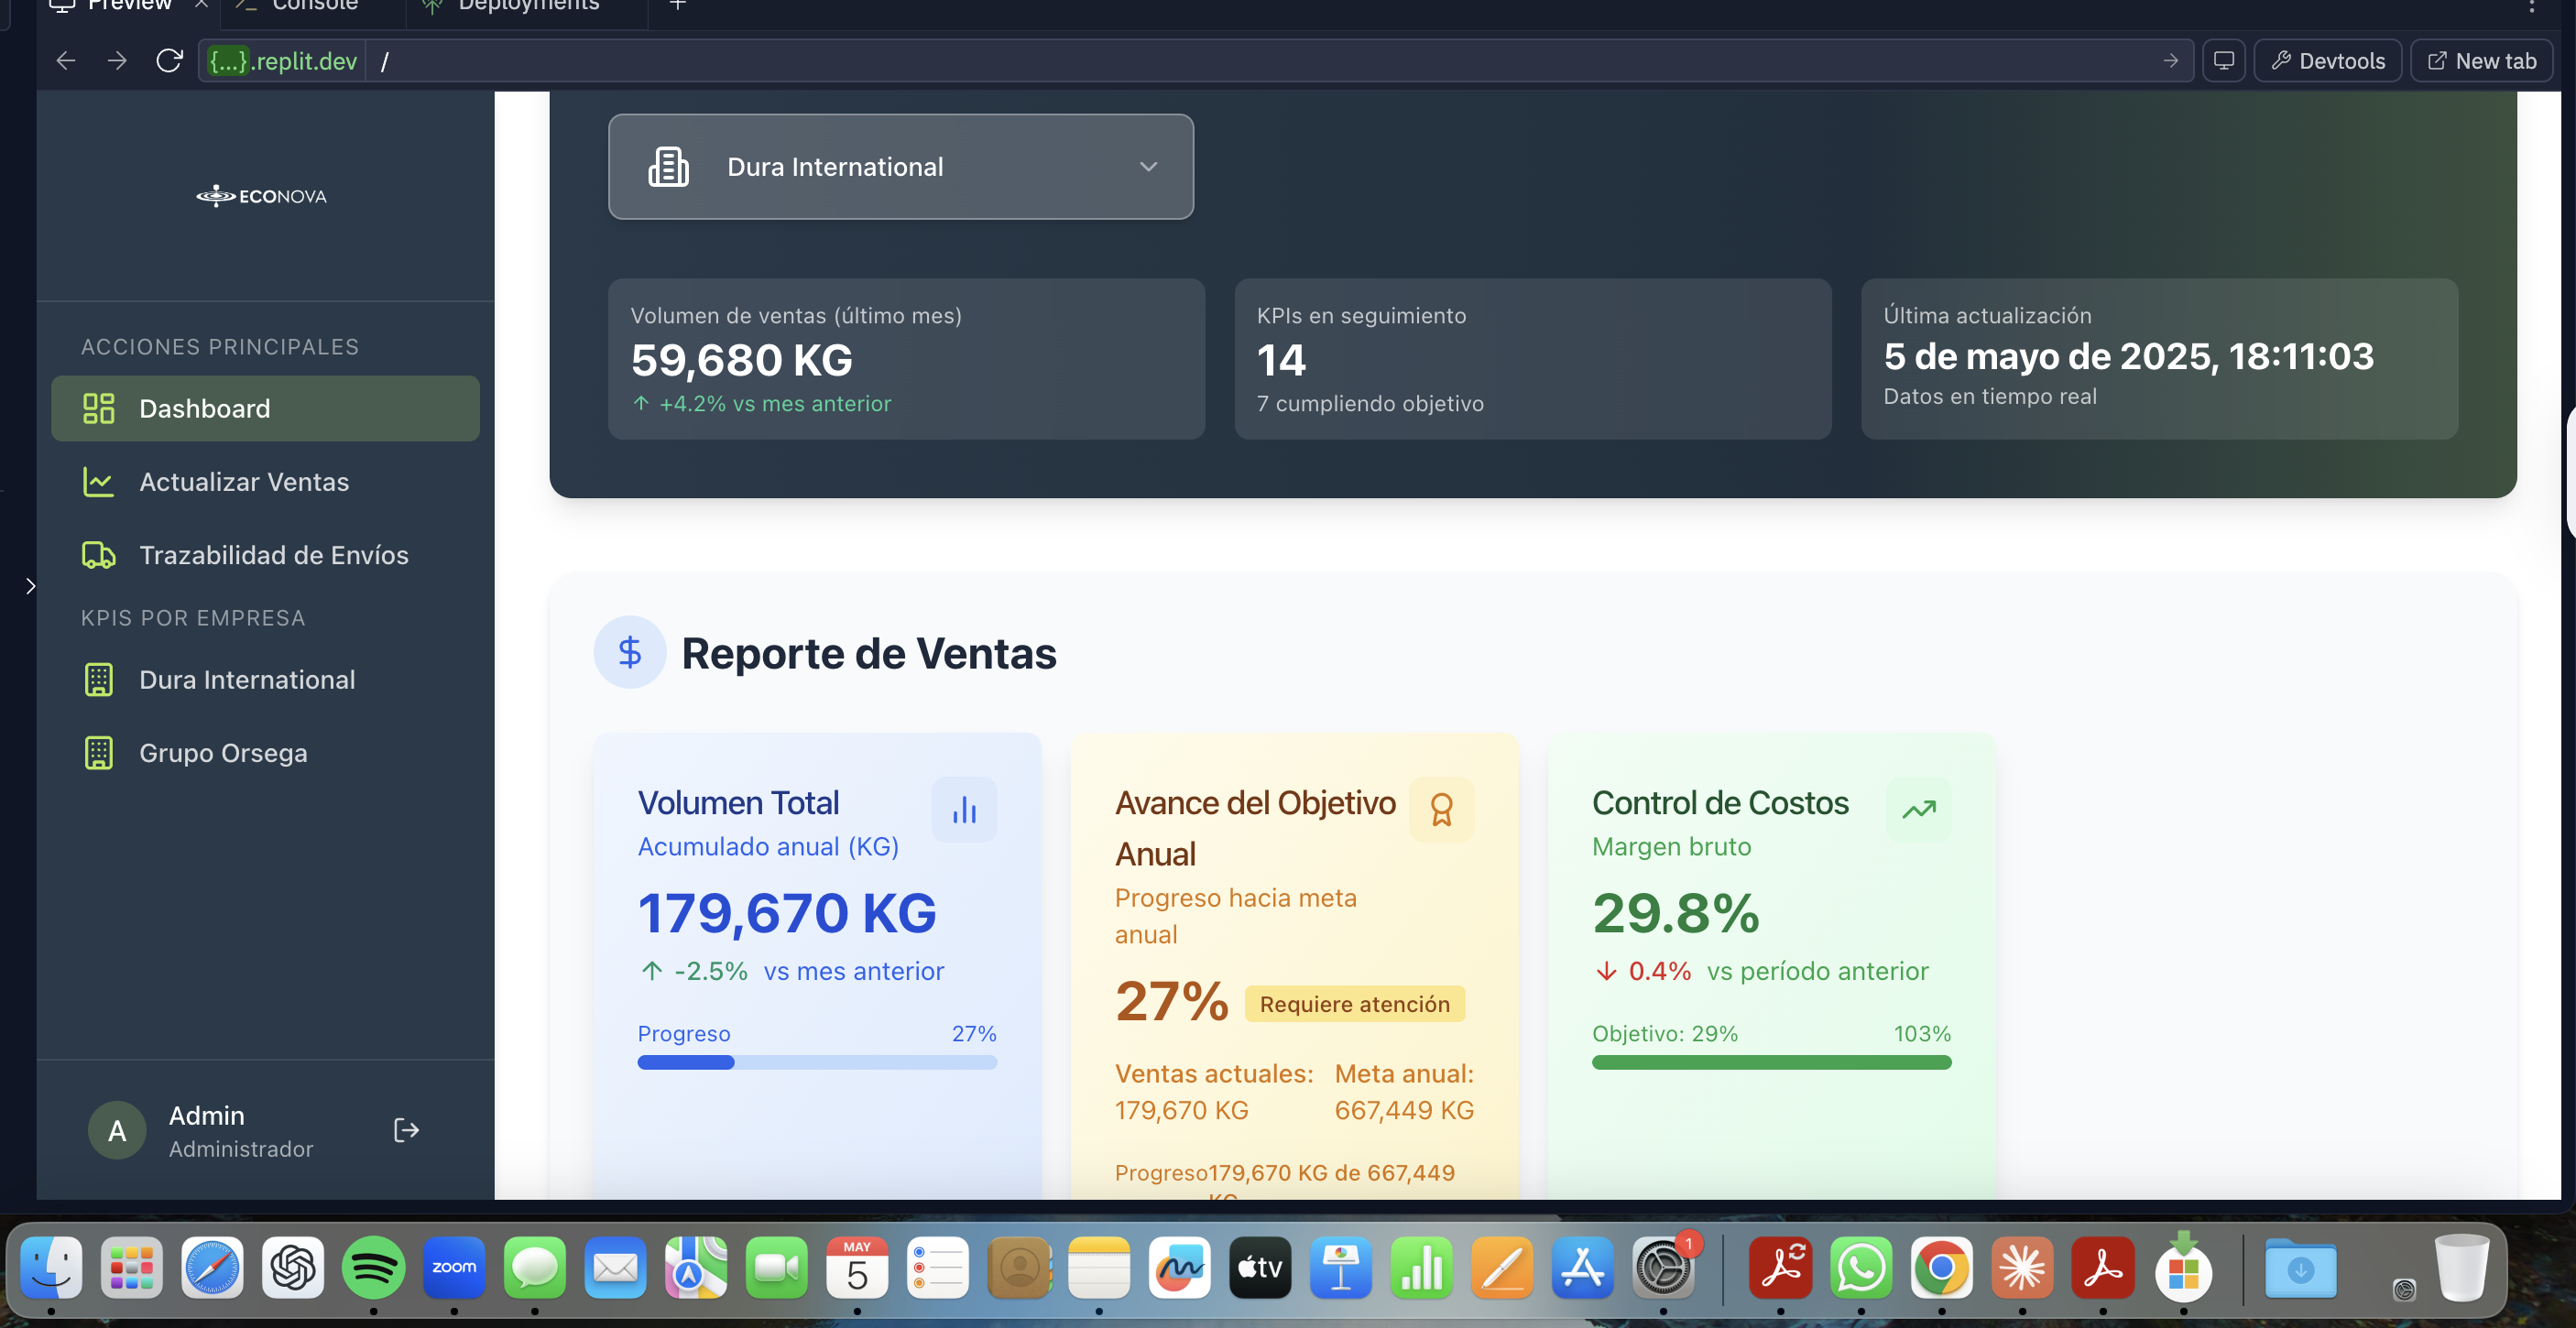 Preview
Console
Deployments
{...}.replit.dev /
Devtools
New tab
ECONOVA
ACCIONES PRINCIPALES
Dashboard
Actualizar Ventas
Trazabilidad de Envíos
KPIS POR EMPRESA
Dura International
Grupo Orsega
A
Admin
Administrador
Dura International
Volumen de ventas (último mes)
59,680 KG
+4.2% vs mes anterior
KPIs en seguimiento
14
7 cumpliendo objetivo
Última actualización
5 de mayo de 2025, 18:11:03
Datos en tiempo real
$ Reporte de Ventas
Volumen Total
Acumulado anual (KG)
179,670 KG
↑ -2.5% vs mes anterior
Progreso 27%
Avance del Objetivo
Anual
Progreso hacia meta
anual
27% Requiere atención
Ventas actuales: Meta anual:
179,670 KG 667,449 KG
Progreso179,670 KG de 667,449
KG
Control de Costos
Margen bruto
29.8%
↓ 0.4% vs período anterior
Objetivo: 29% 103%
zoom
MAY
5
tv
1